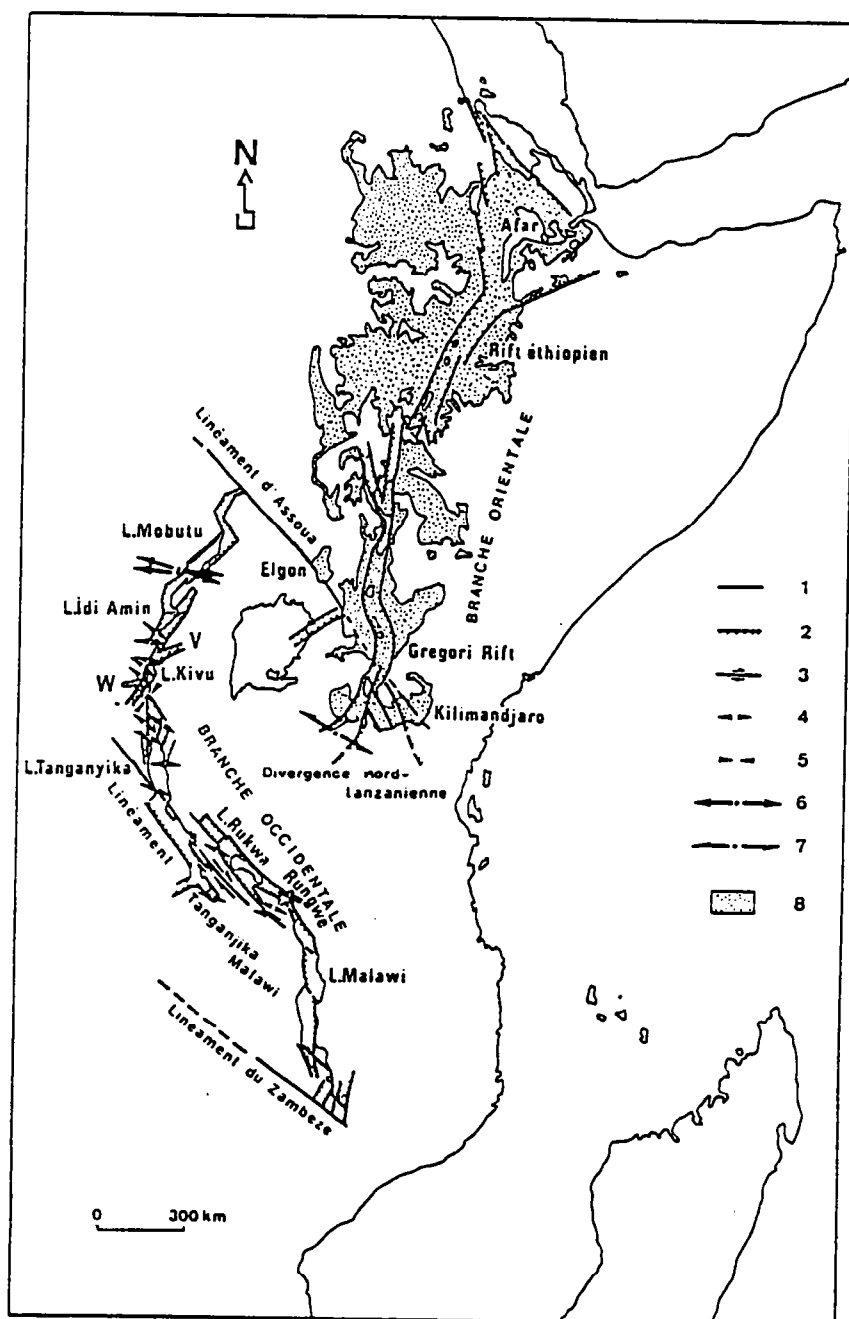 N
Afar
Rift éthiopien
BRANCHE ORIENTALE
Linéament d'Assoua
L.Mobutu
Elgon
L.İdi Amin
V
Gregori Rift
W
L.Kivu
Kilimandjaro
Divergence nord-
tanzanienne
BRANCHE OCCIDENTALE
L.Tanganyika
Linéament
L.Rukwa
Rungwe
Tanganjika
Malawi
L.Malawi
Linéament du Zambeze
1
2
3
4
5
6
7
8
0 300 km